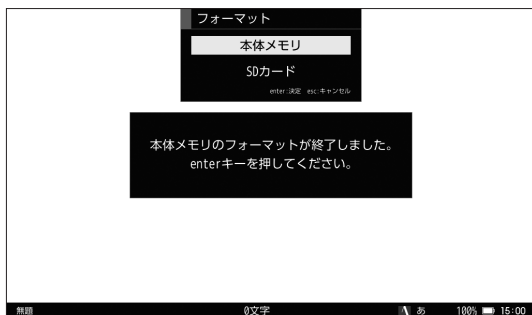 フォーマット
本体メモリ
SDカード
enter:決定 esc:キャンセル
本体メモリのフォーマットが終了しました。
enterキーを押してください。
無題 0文字 あ 100% 15:00